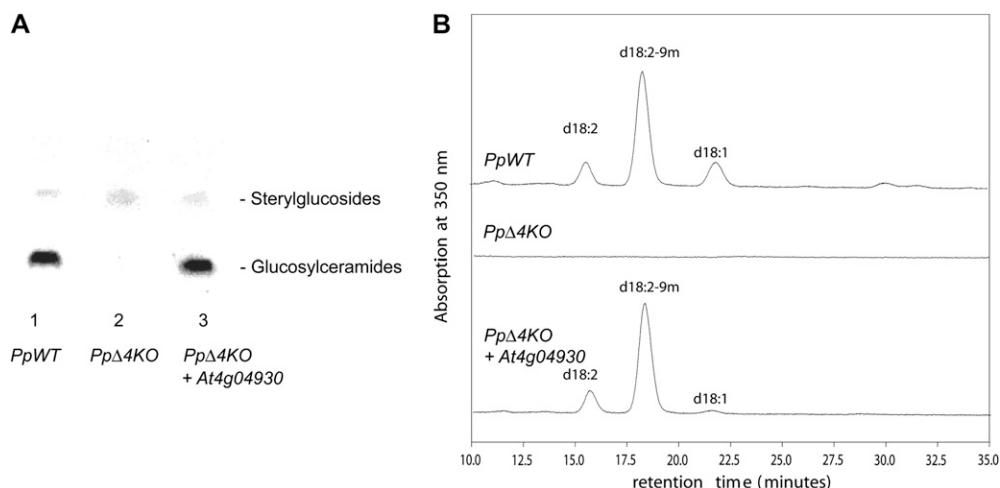 A
- Sterylglucosides
- Glucosylceramides
1 2 3
PpWT PpΔ4KO PpΔ4KO
+ At4g04930
B
Absorption at 350 nm
d18:2-9m
d18:2
d18:1
PpWT
PpΔ4KO
d18:2-9m
PpΔ4KO
+ At4g04930
d18:2
d18:1
10.0 12.5 15.0 17.5 20.0 22.5 25.0 27.5 30.0 32.5 35.0
retention time (minutes)